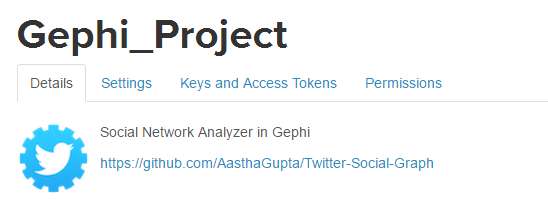 Gephi_Project
Details Settings Keys and Access Tokens Permissions
Social Network Analyzer in Gephi
https://github.com/AasthaGupta/Twitter-Social-Graph